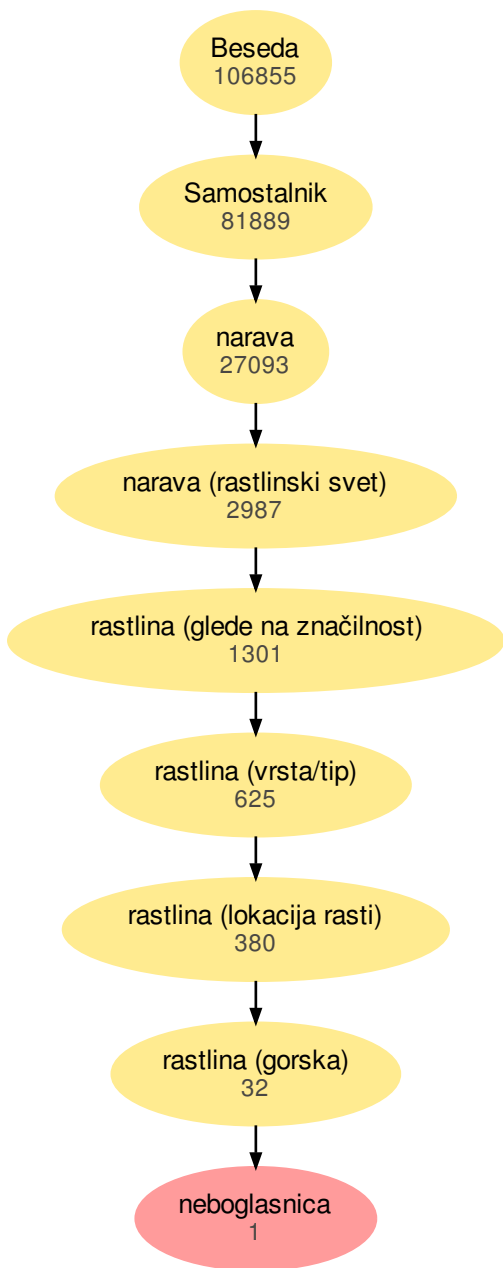 Beseda
106855
Samostalnik
81889
narava
27093
narava (rastlinski svet)
2987
rastlina (glede na značilnost)
1301
rastlina (vrsta/tip)
625
rastlina (lokacija rasti)
380
rastlina (gorska)
32
neboglasnica
1